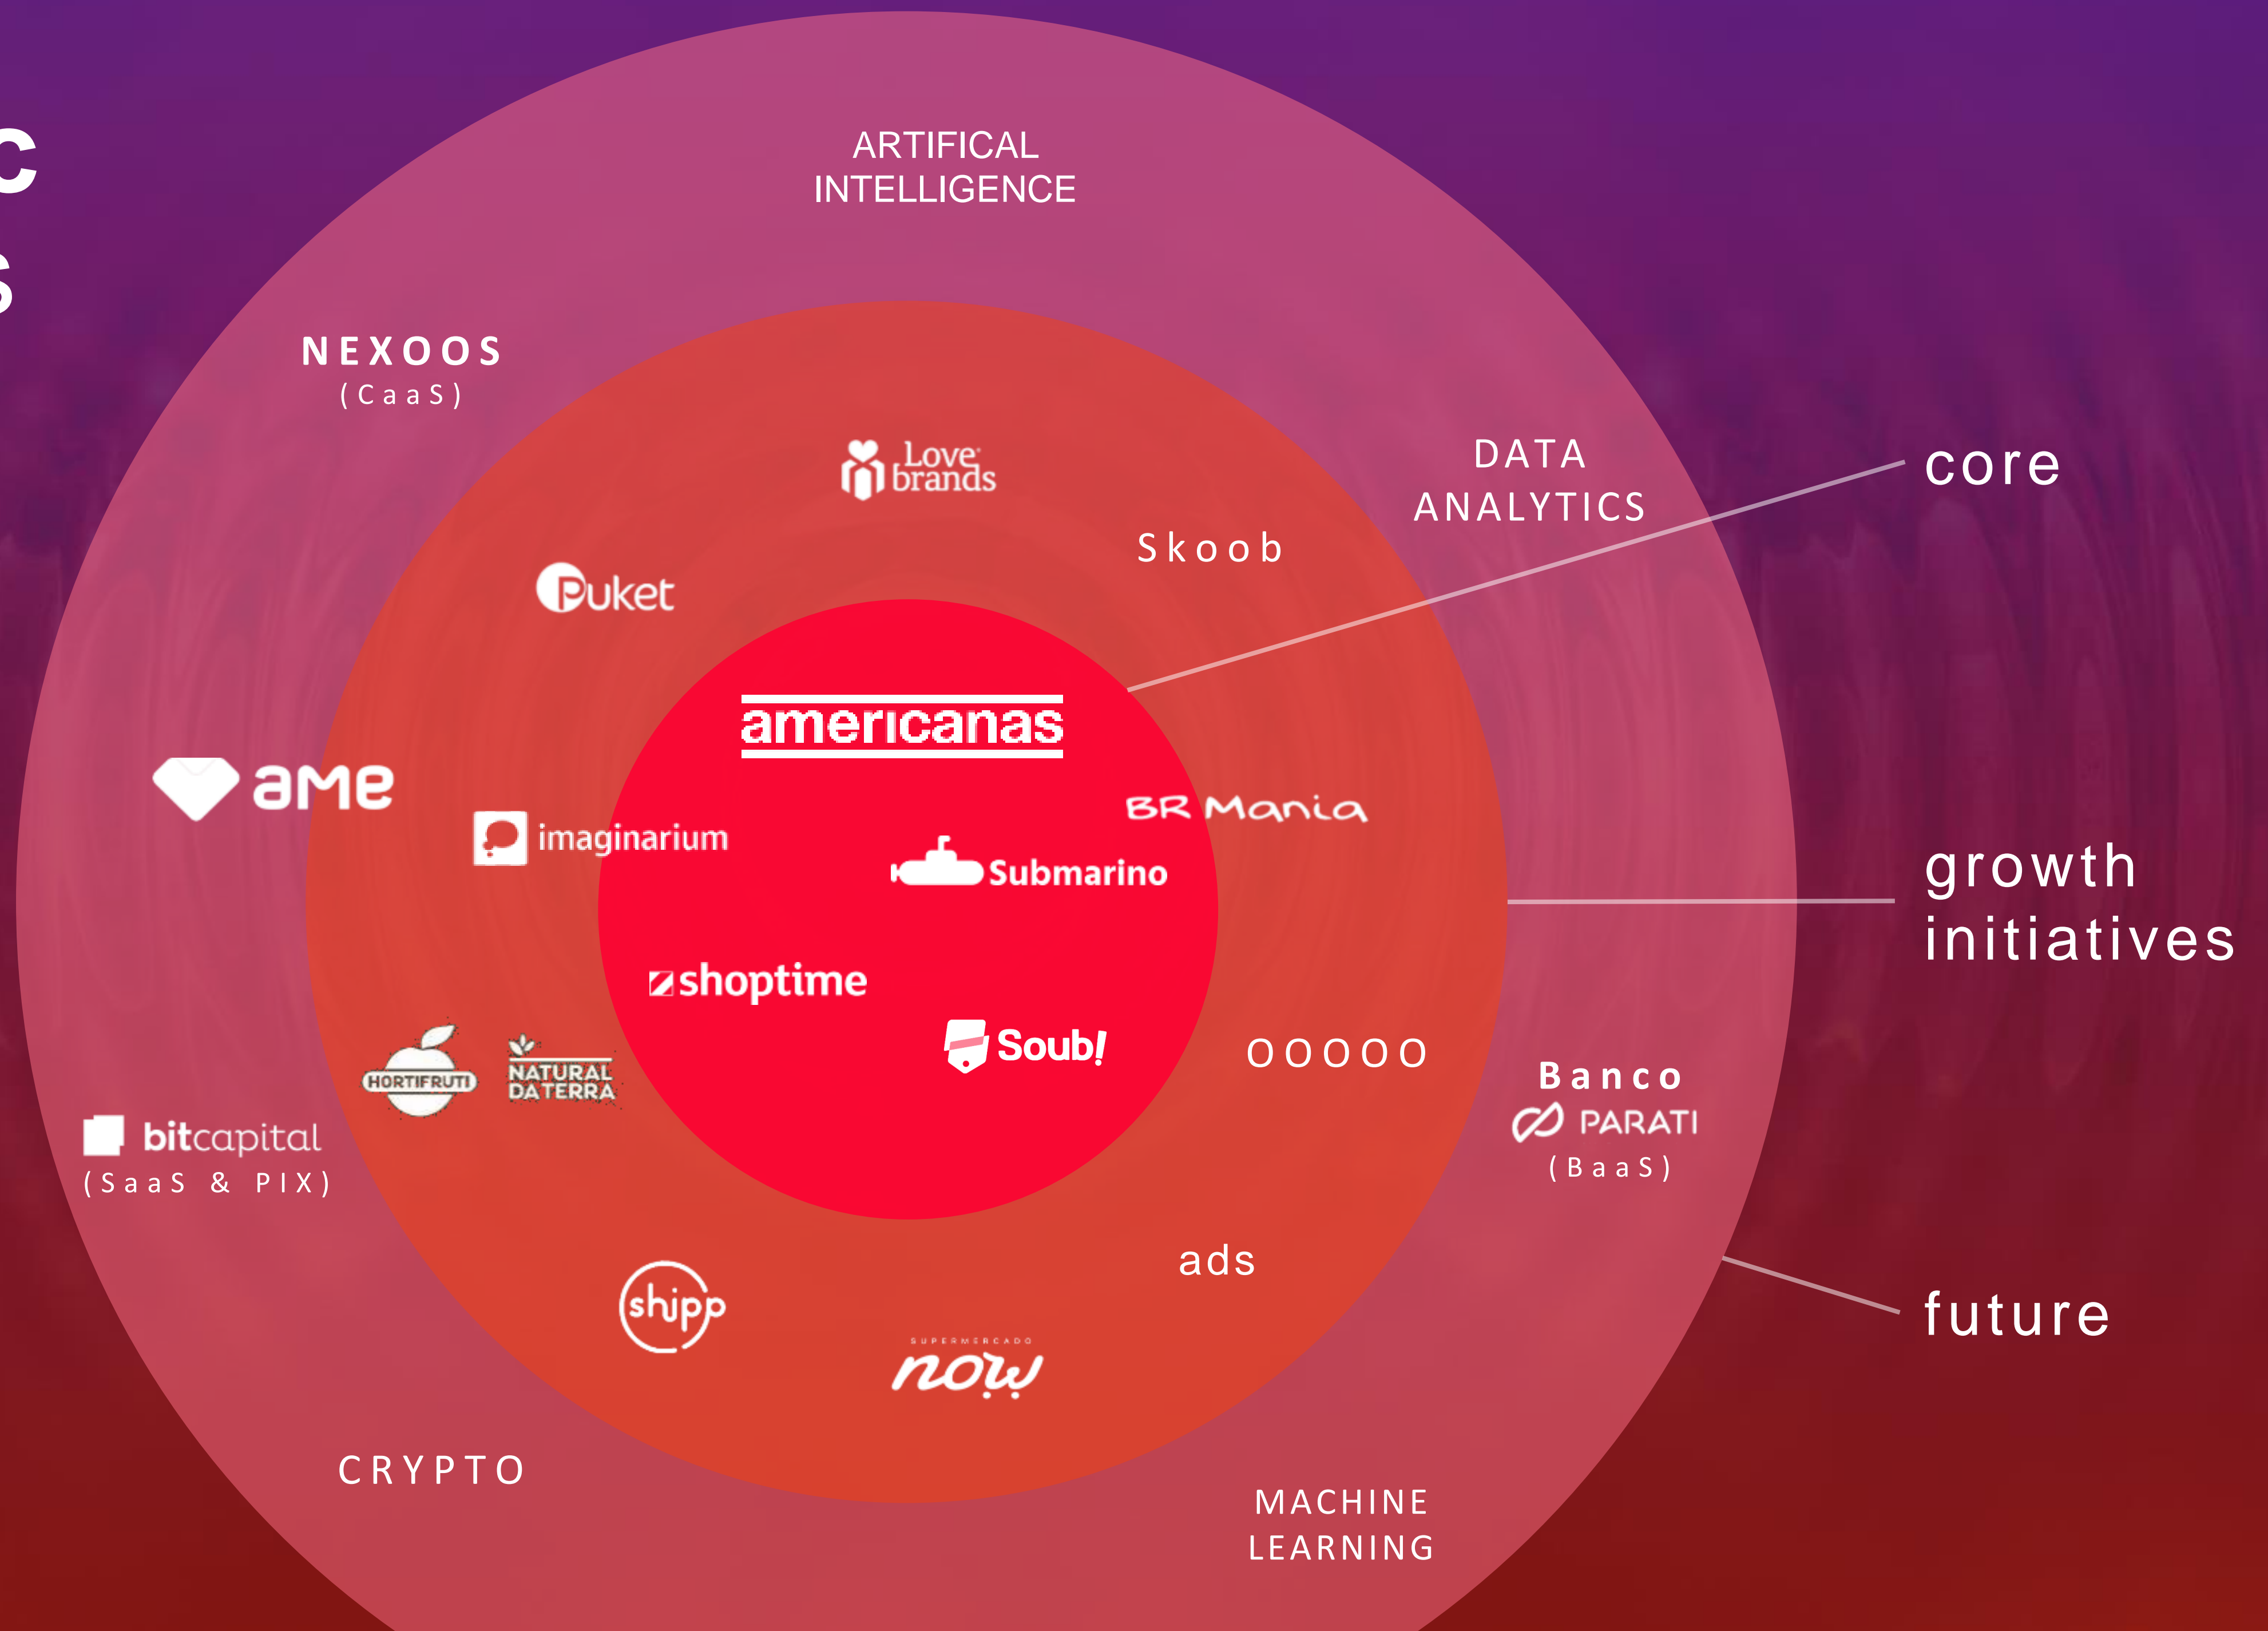 c
s
ARTIFICAL
INTELLIGENCE
NEXOOS
(CaaS)
Love
brands
DATA
ANALYTICS
core
Skoob
Puket
americanas
ame
BR Mania
imaginarium
Submarino
growth
initiatives
shoptime
Soub!
OOOOO
HORTIFRUTI
NATURAL
DA TERRA
Banco
PARATI
(BaaS)
bitcapital
(SaaS & PIX)
ads
shipp
future
SUPERMERCADO
now
CRYPTO
MACHINE
LEARNING